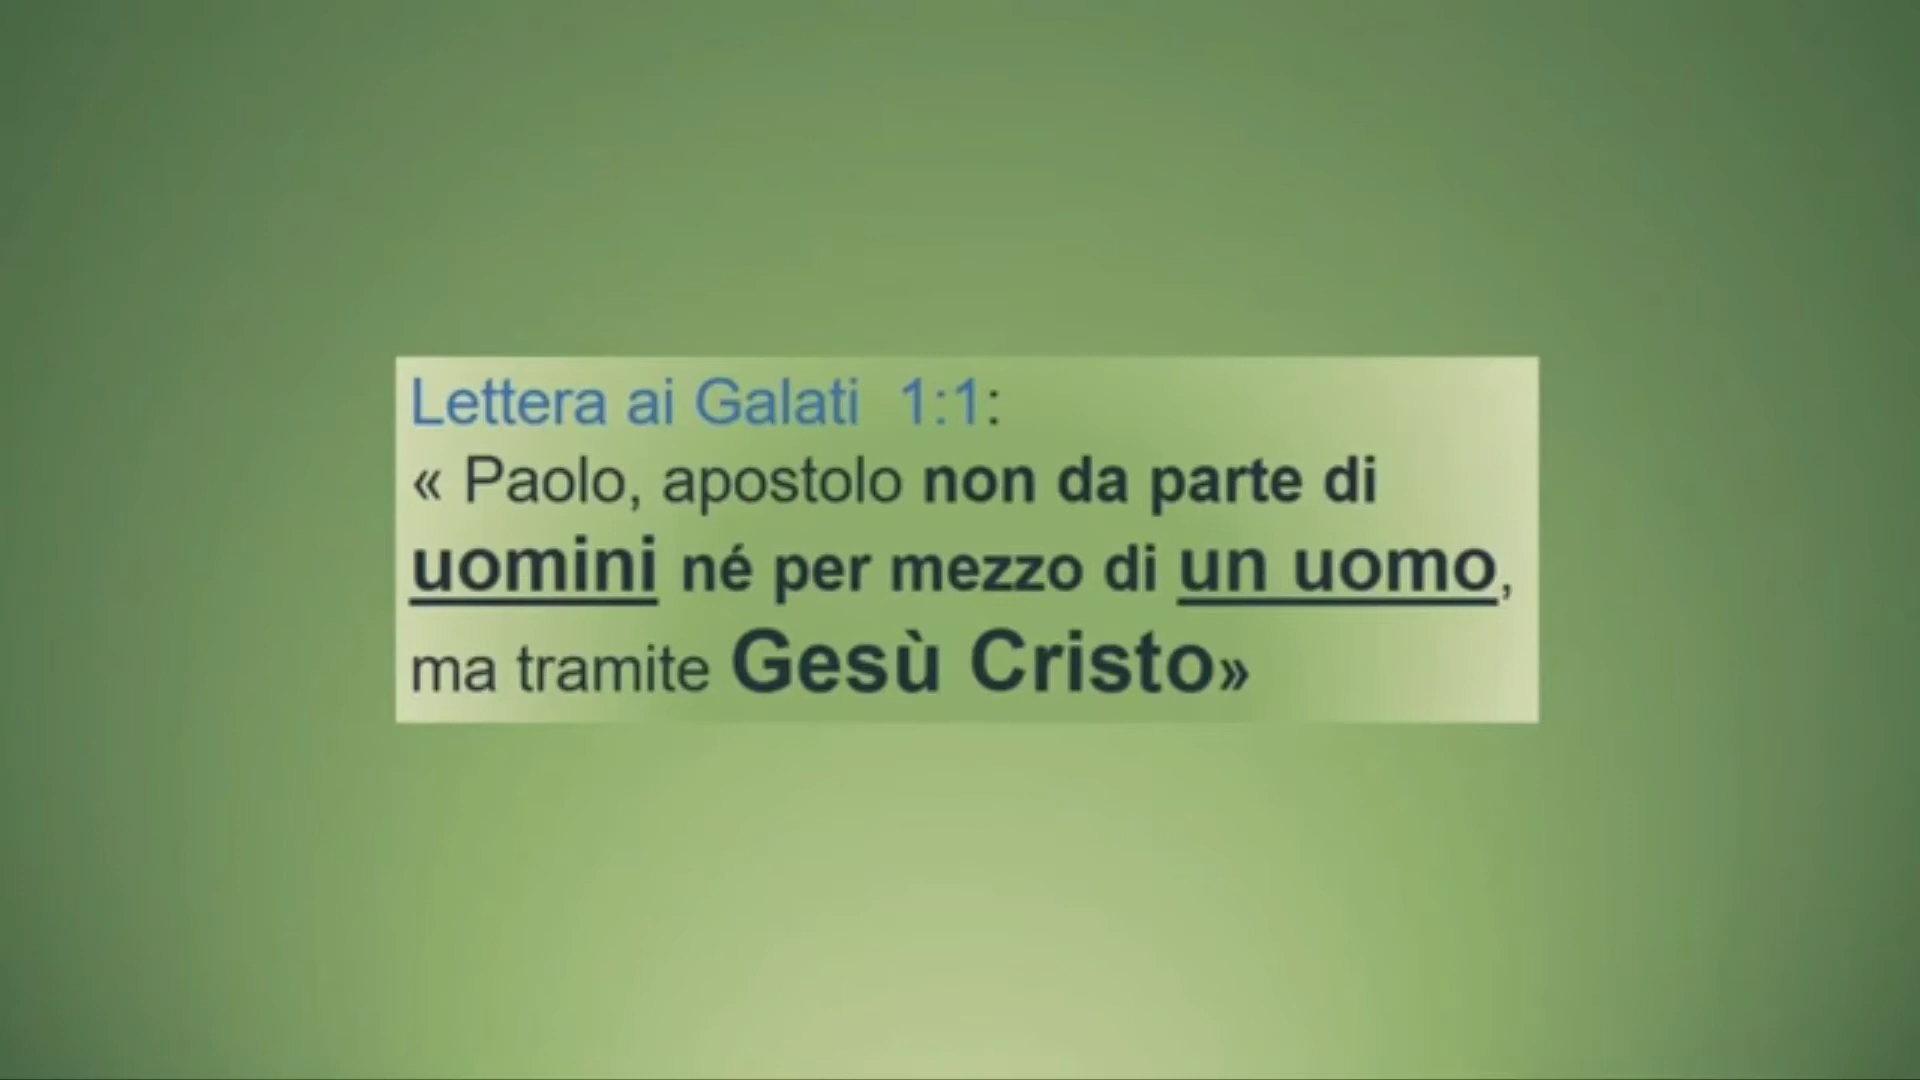 Lettera ai Galati 1:1:
« Paolo, apostolo non da parte di
uomini né per mezzo di un uomo,
ma tramite Gesù Cristo»